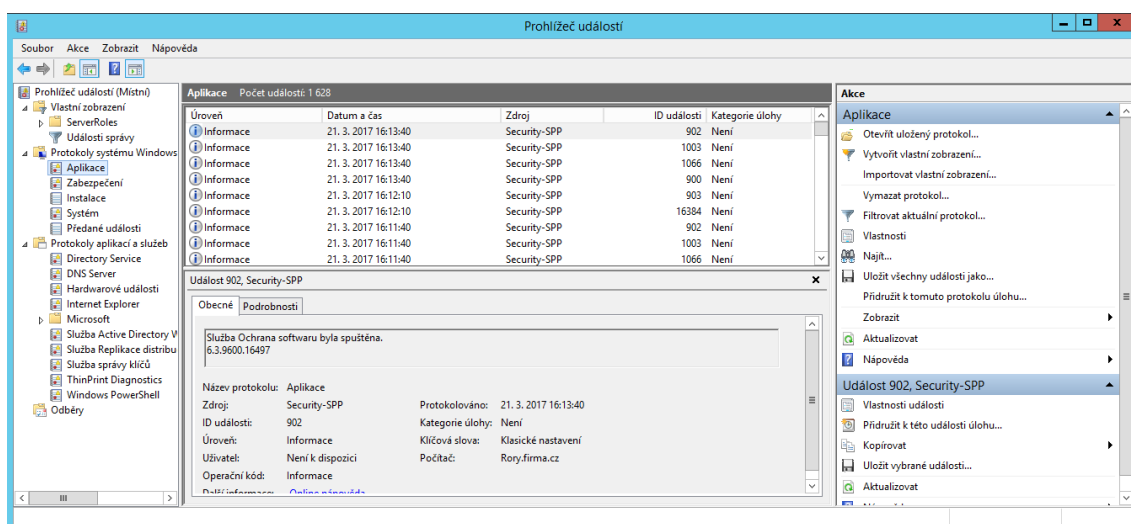 Prohlížeč událostí
Soubor Akce Zobrazit Nápověda
Prohlížeč událostí (Místní)
Vlastní zobrazení
ServerRoles
Události správy
Protokoly systému Windows
Aplikace
Zabezpečení
Instalace
Systém
Předané události
Protokoly aplikací a služeb
Directory Service
DNS Server
Hardwarové události
Internet Explorer
Microsoft
Služba Active Directory W
Služba Replikace distribu
Služba správy klíčů
ThinPrint Diagnostics
Windows PowerShell
Odběry
Aplikace Počet událostí: 1 628
Úroveň Datum a čas Zdroj ID události Kategorie úlohy
Informace 21. 3. 2017 16:13:40 Security-SPP 902 Není
Informace 21. 3. 2017 16:13:40 Security-SPP 1003 Není
Informace 21. 3. 2017 16:13:40 Security-SPP 1066 Není
Informace 21. 3. 2017 16:13:40 Security-SPP 900 Není
Informace 21. 3. 2017 16:12:10 Security-SPP 903 Není
Informace 21. 3. 2017 16:12:10 Security-SPP 16384 Není
Informace 21. 3. 2017 16:11:40 Security-SPP 902 Není
Informace 21. 3. 2017 16:11:40 Security-SPP 1003 Není
Informace 21. 3. 2017 16:11:40 Security-SPP 1066 Není
Událost 902, Security-SPP
Obecné Podrobnosti
Služba Ochrana softwaru byla spuštěna.
6.3.9600.16497
Název protokolu: Aplikace
Zdroj: Security-SPP Protokolováno: 21. 3. 2017 16:13:40
ID události: 902 Kategorie úlohy: Není
Úroveň: Informace Klíčová slova: Klasické nastavení
Uživatel: Není k dispozici Počítač: Rory.firma.cz
Operační kód: Informace
Další informace: Online nápověda
Akce
Aplikace
Otevřít uložený protokol...
Vytvořit vlastní zobrazení...
Importovat vlastní zobrazení...
Vymazat protokol...
Filtrovat aktuální protokol...
Vlastnosti
Najít...
Uložit všechny události jako...
Přidružit k tomuto protokolu úlohu...
Zobrazit
Aktualizovat
Nápověda
Událost 902, Security-SPP
Vlastnosti události
Přidružit k této události úlohu...
Kopírovat
Uložit vybrané události...
Aktualizovat